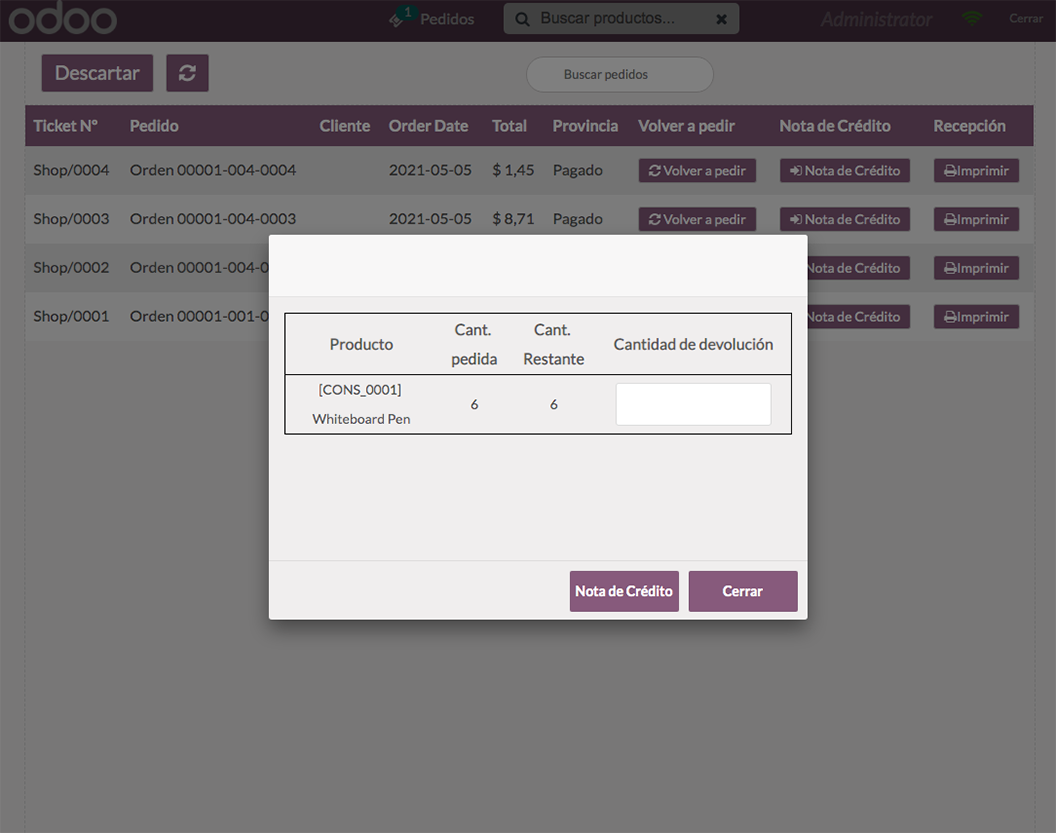 odoo 1 Pedidos Buscar productos... Administrator Cerrar
Descartar Buscar pedidos
Ticket Nº Pedido Cliente Order Date Total Provincia Volver a pedir Nota de Crédito Recepción
Shop/0004 Orden 00001-004-0004 2021-05-05 $ 1,45 Pagado Volver a pedir Nota de Crédito Imprimir
Shop/0003 Orden 00001-004-0003 2021-05-05 $ 8,71 Pagado Volver a pedir Nota de Crédito Imprimir
Shop/0002 Orden 00001-004-0 Nota de Crédito Imprimir
Shop/0001 Orden 00001-001-0 Nota de Crédito Imprimir
Producto Cant. pedida Cant. Restante Cantidad de devolución
[CONS_0001] 6 6
Whiteboard Pen
Nota de Crédito Cerrar